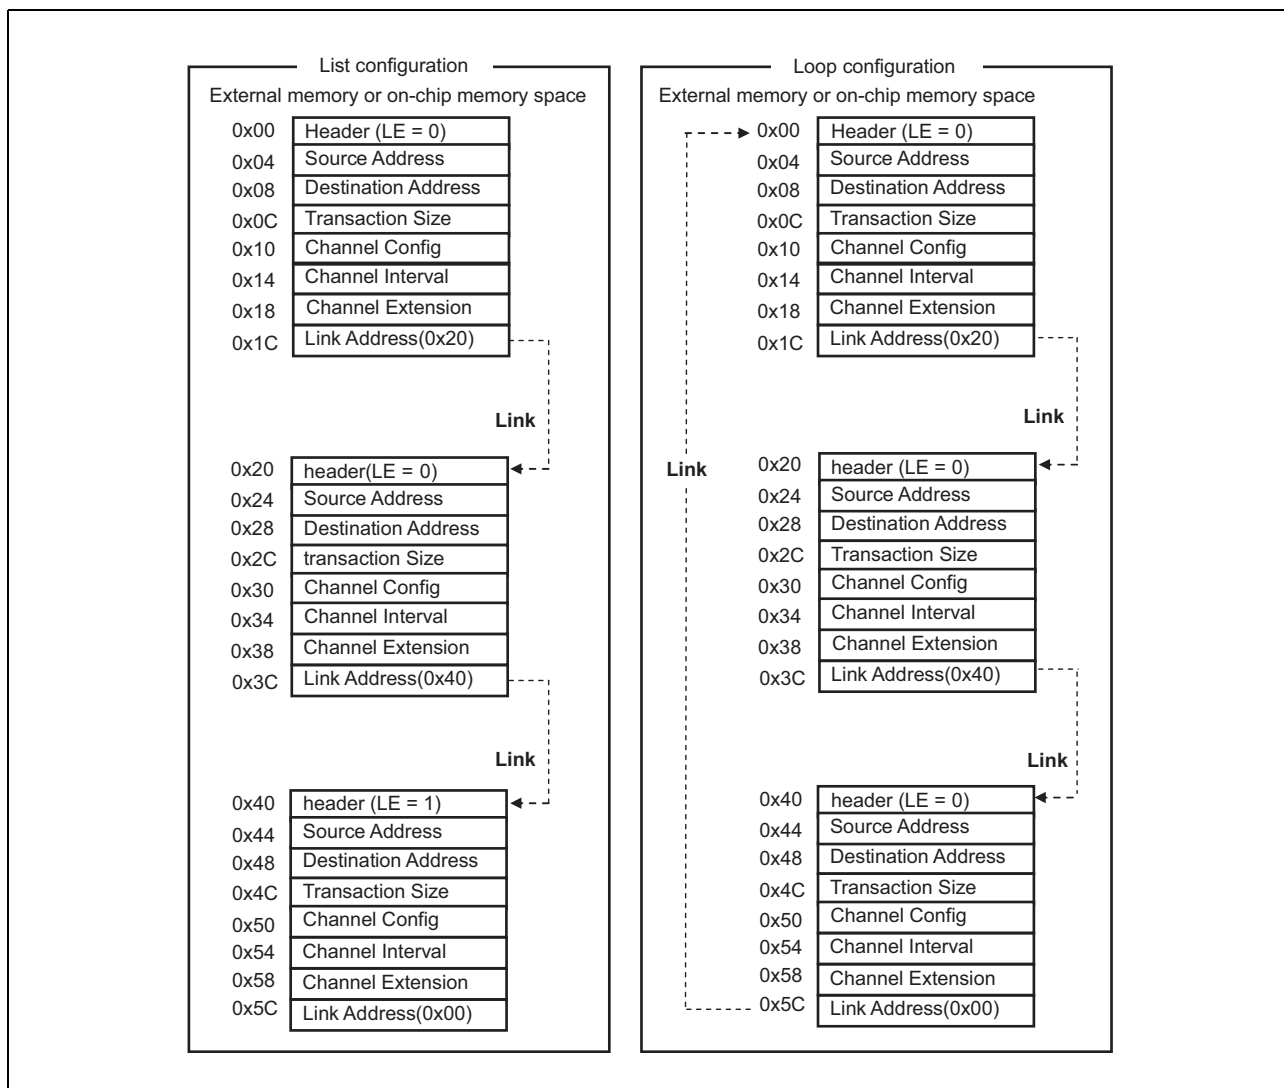 List configuration
External memory or on-chip memory space
0x00 Header (LE = 0)
0x04 Source Address
0x08 Destination Address
0x0C Transaction Size
0x10 Channel Config
0x14 Channel Interval
0x18 Channel Extension
0x1C Link Address(0x20)
Link
0x20 header(LE = 0)
0x24 Source Address
0x28 Destination Address
0x2C transaction Size
0x30 Channel Config
0x34 Channel Interval
0x38 Channel Extension
0x3C Link Address(0x40)
Link
0x40 header (LE = 1)
0x44 Source Address
0x48 Destination Address
0x4C Transaction Size
0x50 Channel Config
0x54 Channel Interval
0x58 Channel Extension
0x5C Link Address(0x00)
Loop configuration
External memory or on-chip memory space
0x00 Header (LE = 0)
0x04 Source Address
0x08 Destination Address
0x0C Transaction Size
0x10 Channel Config
0x14 Channel Interval
0x18 Channel Extension
0x1C Link Address(0x20)
Link
Link
0x20 header (LE = 0)
0x24 Source Address
0x28 Destination Address
0x2C Transaction Size
0x30 Channel Config
0x34 Channel Interval
0x38 Channel Extension
0x3C Link Address(0x40)
Link
0x40 header (LE = 0)
0x44 Source Address
0x48 Destination Address
0x4C Transaction Size
0x50 Channel Config
0x54 Channel Interval
0x58 Channel Extension
0x5C Link Address(0x00)